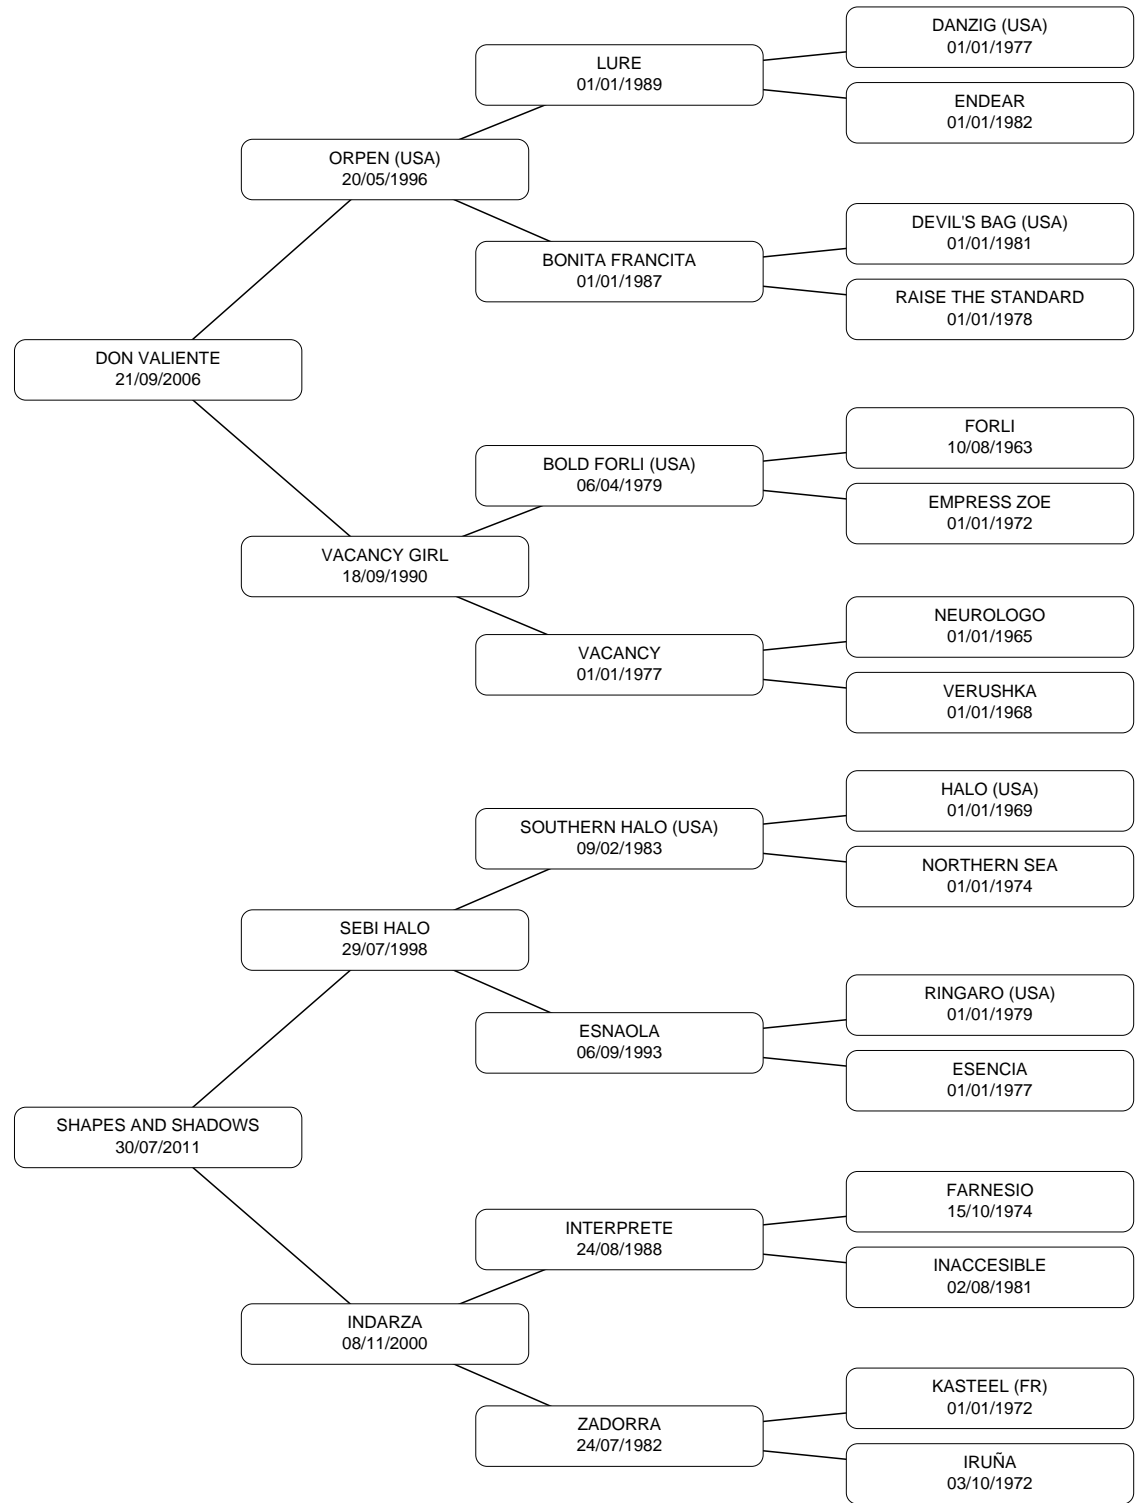 DANZIG (USA)
01/01/1977
LURE
01/01/1989
ENDEAR
01/01/1982
ORPEN (USA)
20/05/1996
DEVIL'S BAG (USA)
01/01/1981
BONITA FRANCITA
01/01/1987
RAISE THE STANDARD
01/01/1978
DON VALIENTE
21/09/2006
FORLI
10/08/1963
BOLD FORLI (USA)
06/04/1979
EMPRESS ZOE
01/01/1972
VACANCY GIRL
18/09/1990
NEUROLOGO
01/01/1965
VACANCY
01/01/1977
VERUSHKA
01/01/1968
HALO (USA)
01/01/1969
SOUTHERN HALO (USA)
09/02/1983
NORTHERN SEA
01/01/1974
SEBI HALO
29/07/1998
RINGARO (USA)
01/01/1979
ESNAOLA
06/09/1993
ESENCIA
01/01/1977
SHAPES AND SHADOWS
30/07/2011
FARNESIO
15/10/1974
INTERPRETE
24/08/1988
INACCESIBLE
02/08/1981
INDARZA
08/11/2000
KASTEEL (FR)
01/01/1972
ZADORRA
24/07/1982
IRUÑA
03/10/1972